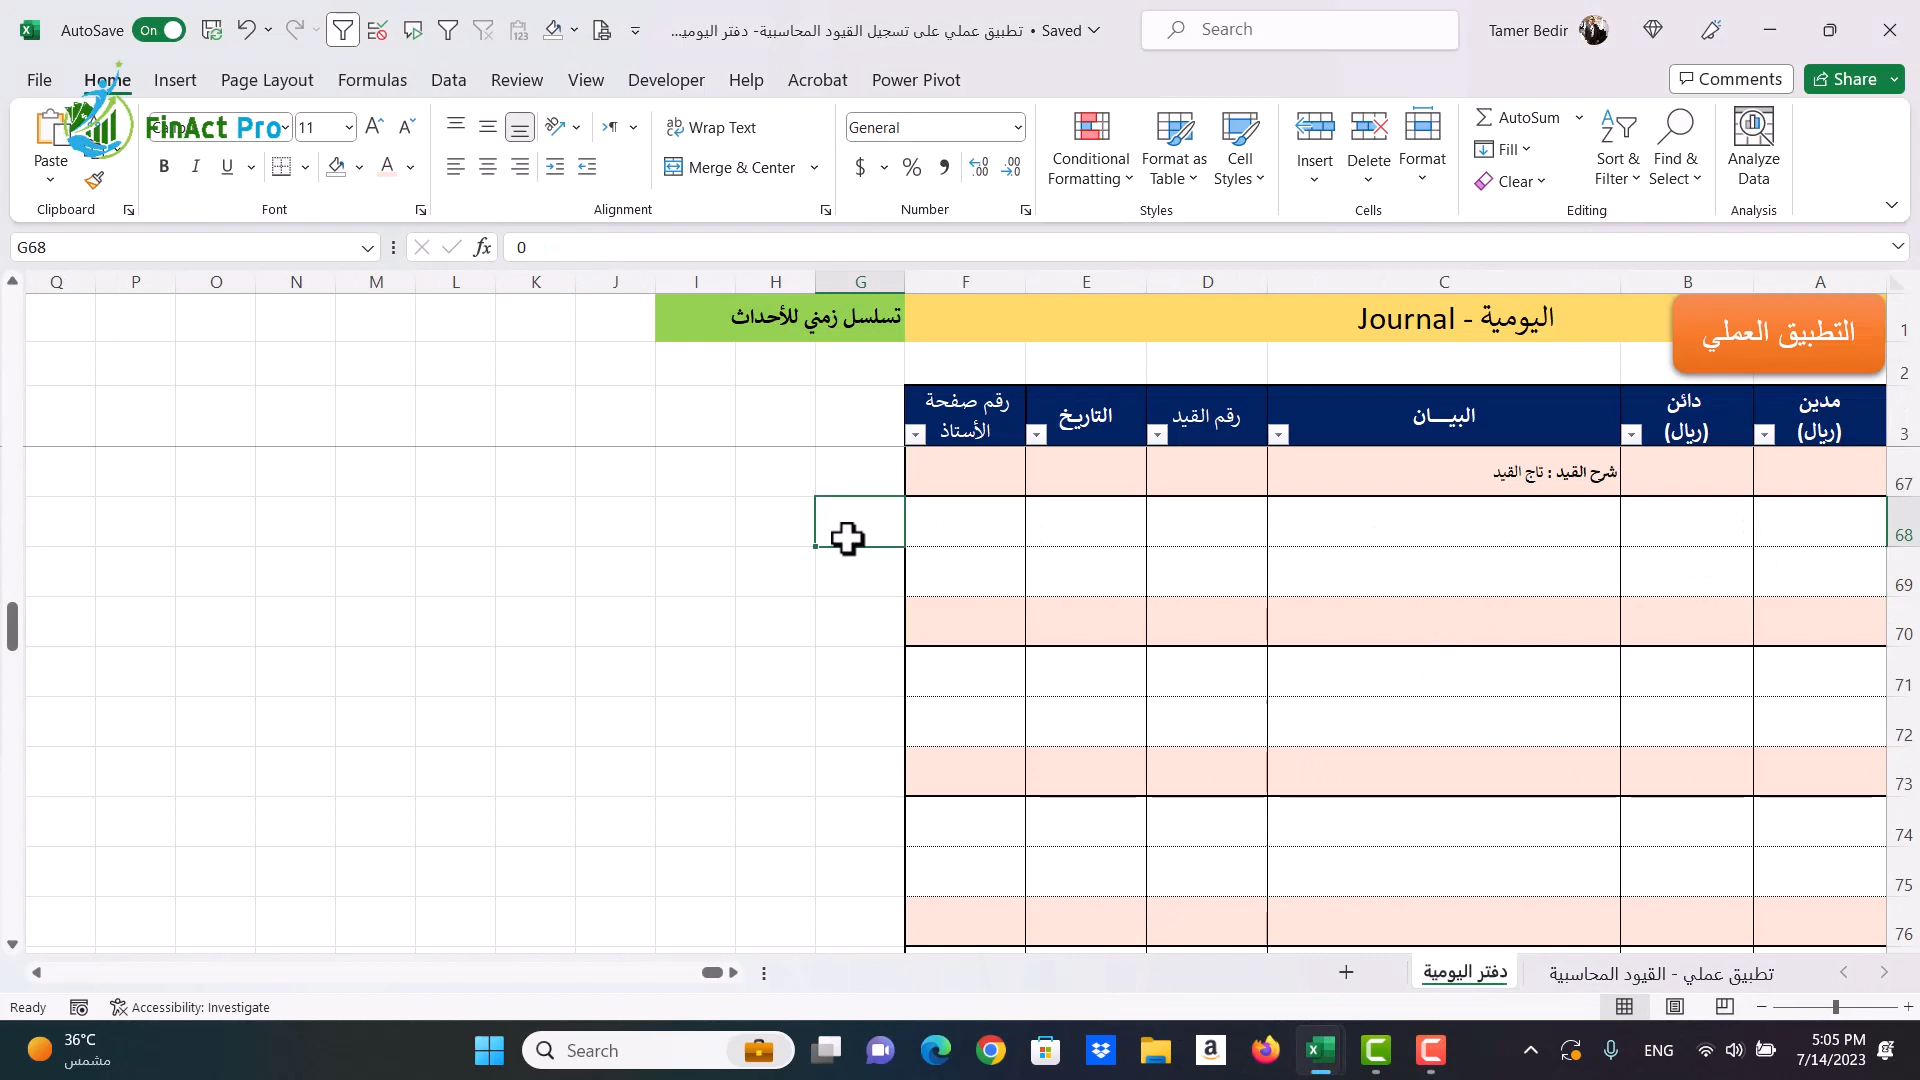 AutoSave On
تطبيق عملي على تسجيل القيود المحاسبية- دفتر اليومي... • Saved
Search
Tamer Bedir
File Home Insert Page Layout Formulas Data Review View Developer Help Acrobat Power Pivot
Comments Share
FinAct Pro
Paste
11
Wrap Text
Merge & Center
General
Conditional Formatting
Format as Table
Cell Styles
Insert
Delete
Format
AutoSum
Fill
Clear
Sort & Filter
Find & Select
Analyze Data
Clipboard Font Alignment Number Styles Cells Editing Analysis
G68
fx 0
Q P O N M L K J I H G F E D C B A
التطبيق العملي
اليومية - Journal
تسلسل زمني للأحداث
1
2
مدين (ريال)
دائن (ريال)
البيـــان
رقم القيد
التاريخ
رقم صفحة الأستاذ
3
شرح القيد : تاج القيد
67
68
69
70
71
72
73
74
75
76
تطبيق عملي - القيود المحاسبية
دفتر اليومية
Ready
Accessibility: Investigate
36°C
مشمس
Search
ENG
5:05 PM
7/14/2023